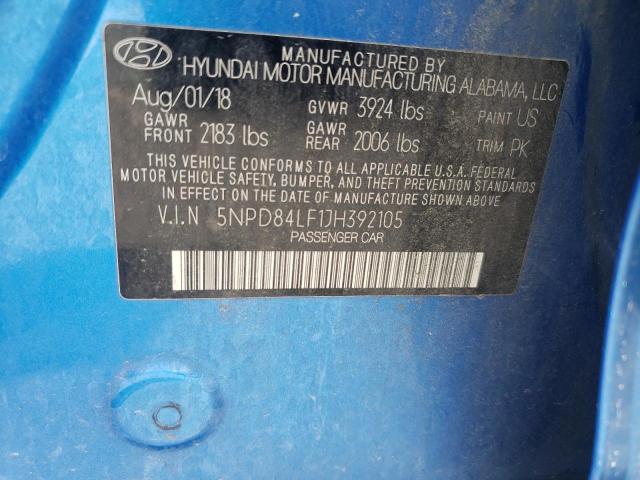 MANUFACTURED BY
HYUNDAI MOTOR MANUFACTURING ALABAMA, LLC
Aug/01/18 GVWR 3924 lbs PAINT US
GAWR FRONT 2183 lbs GAWR REAR 2006 lbs TRIM PK
THIS VEHICLE CONFORMS TO ALL APPLICABLE U.S.A. FEDERAL
MOTOR VEHICLE SAFETY, BUMPER, AND THEFT PREVENTION STANDARDS
IN EFFECT ON THE DATE OF MANUFACTURE SHOWN ABOVE.
V.I.N 5NPD84LF1JH392105
PASSENGER CAR